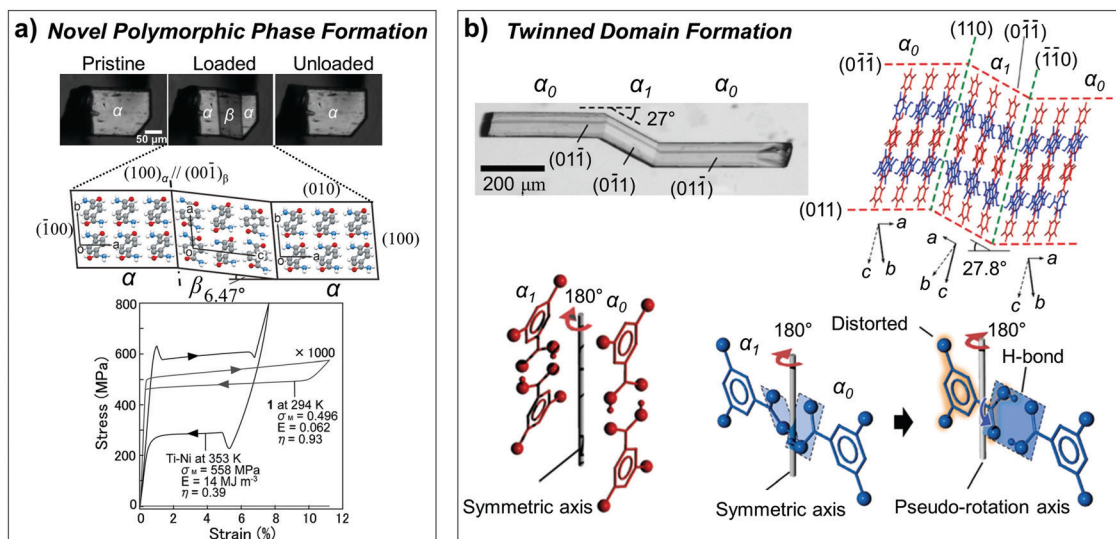 a) Novel Polymorphic Phase Formation
Pristine Loaded Unloaded
α α β α α
50 μm
(100)α // (001̄)β
(010)
(1̄00)
(100)
b a a b
o a o c o a
α β 6.47° α
800
600
400
200
0
Stress (MPa)
× 1000
1 at 294 K
σM = 0.496
E = 0.062
η = 0.93
Ti-Ni at 353 K
σM = 558 MPa
E = 14 MJ m⁻³
η = 0.39
0 2 4 6 8 10 12
Strain (%)
b) Twinned Domain Formation
α0 α1 α0
27°
(011̄) (01̄1) (011̄)
200 μm
(110) (01̄1̄)
α0 α1 (1̄1̄0)
(01̄1̄) α0
(011)
a a a
c b b c c b
27.8°
α1 180° α0
Symmetric axis
α1 180° α0
Symmetric axis
Distorted 180°
H-bond
Pseudo-rotation axis